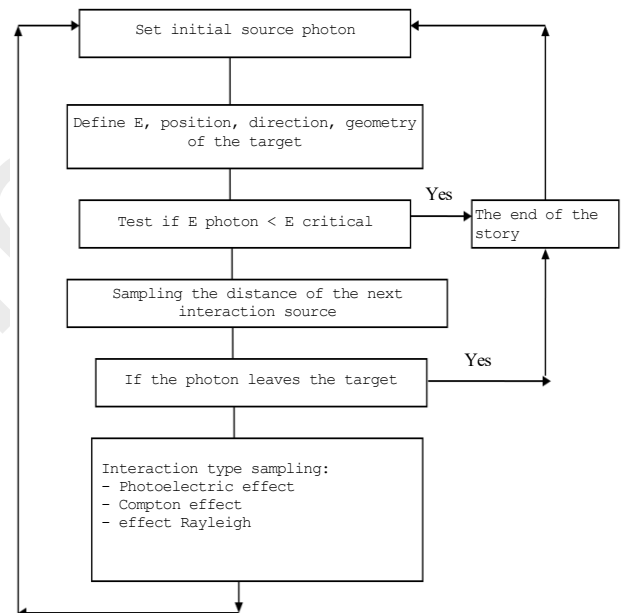 Set initial source photon
Define E, position, direction, geometry
of the target
Yes
Test if E photon < E critical
The end of the
story
Sampling the distance of the next
interaction source
Yes
If the photon leaves the target
Interaction type sampling:
- Photoelectric effect
- Compton effect
- effect Rayleigh